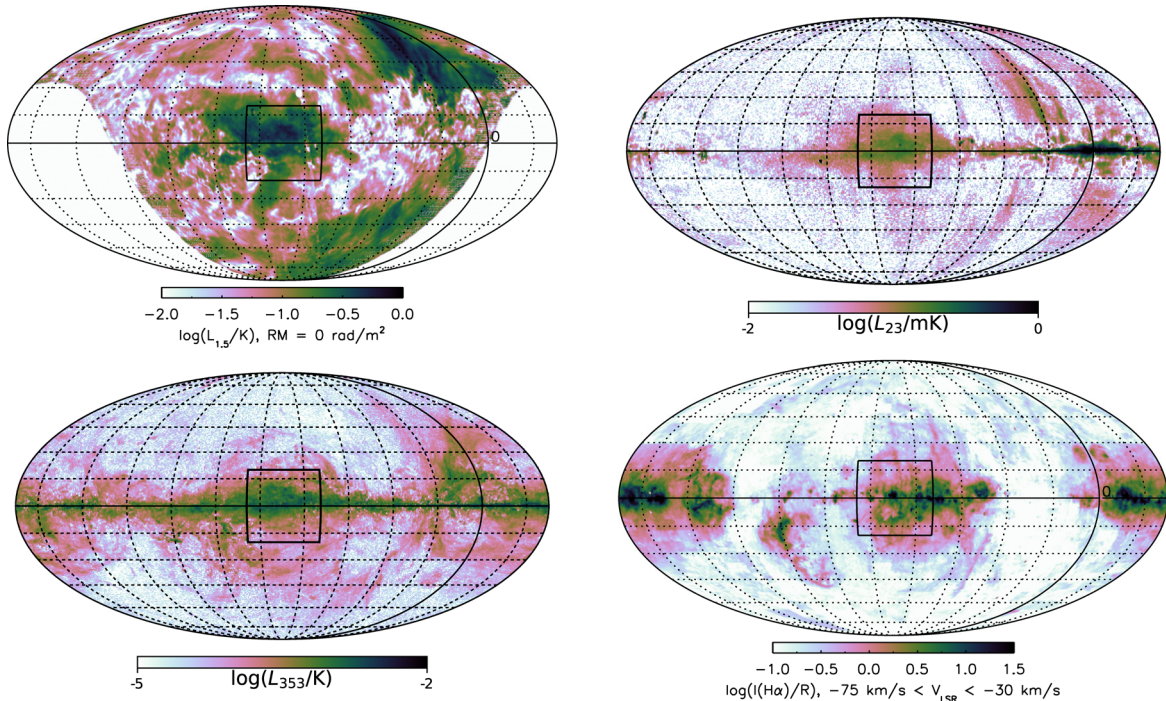 0
-2.0 -1.5 -1.0 -0.5 0.0
log(L₁.₅/K), RM = 0 rad/m²
-2 0
log(L₂₃/mK)
-5 -2
log(L₃₅₃/K)
0
-1.0 -0.5 0.0 0.5 1.0 1.5
log(I(Hα)/R), -75 km/s < V_LSR < -30 km/s